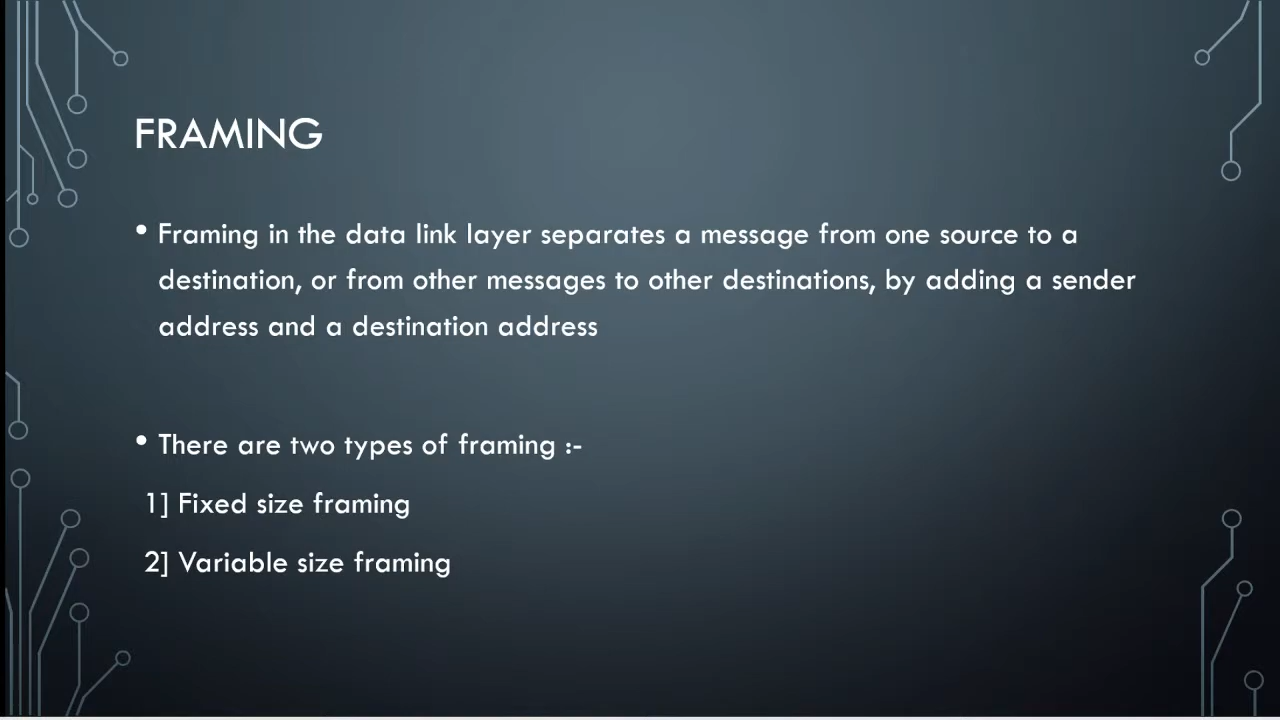 FRAMING
• Framing in the data link layer separates a message from one source to a
destination, or from other messages to other destinations, by adding a sender
address and a destination address
• There are two types of framing :-
1] Fixed size framing
2] Variable size framing